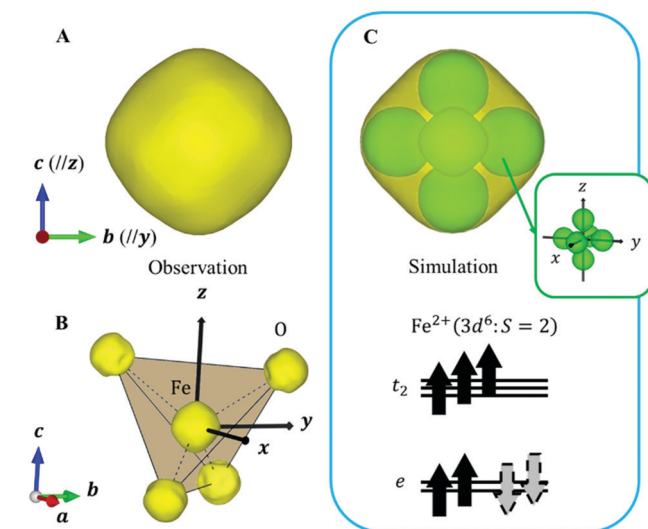 A
c (//z)
b (//y)
Observation
B
z
O
Fe
y
x
c
b
a
C
Simulation
z
y
x
Fe²⁺(3d⁶: S = 2)
t₂
e